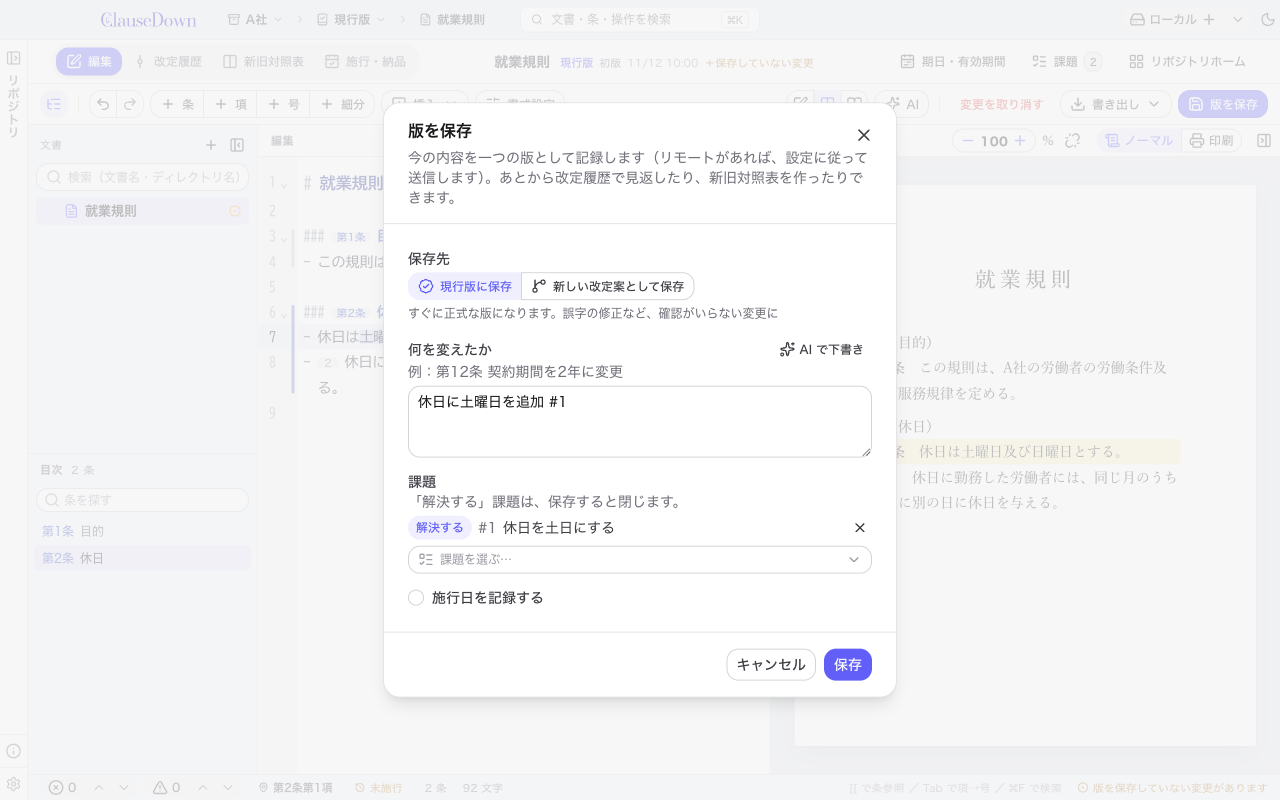 ClauseDown
A社
現行版
就業規則
文書・条・操作を検索
⌘K
ローカル
リポジトリ
編集
改定履歴
新旧対照表
施行・納品
就業規則 現行版 初版 11/12 10:00 +保存していない変更
期日・有効期間
課題 2
リポジトリホーム
+ 条
+ 項
+ 号
+ 細分
AI
変更を取り消す
書き出し
版を保存
文書
検索（文書名・ディレクトリ名）
就業規則
目次 2 条
条を探す
第1条 目的
第2条 休日
編集
1 # 就業規則
2
3 ### 第1条
4 - この規則は
5
6 ### 第2条
7 - 休日は土曜
8 - 2 休日に
る。
9
100 %
ノーマル
印刷
就業規則
目的）
条 この規則は、A社の労働者の労働条件及
服務規律を定める。
休日）
条 休日は土曜日及び日曜日とする。
休日に勤務した労働者には、同じ月のうち
に別の日に休日を与える。
版を保存
今の内容を一つの版として記録します（リモートがあれば、設定に従って
送信します）。あとから改定履歴で見返したり、新旧対照表を作ったりで
きます。
保存先
現行版に保存
新しい改定案として保存
すぐに正式な版になります。誤字の修正など、確認がいらない変更に
何を変えたか
AI で下書き
例：第12条 契約期間を2年に変更
休日に土曜日を追加 #1
課題
「解決する」課題は、保存すると閉じます。
解決する #1 休日を土日にする
課題を選ぶ…
施行日を記録する
キャンセル
保存
0
0
第2条第1項
未施行
2 条
92 文字
[[ で条参照 ／ Tab で項→号 ／ ⌘F で検索
版を保存していない変更があります